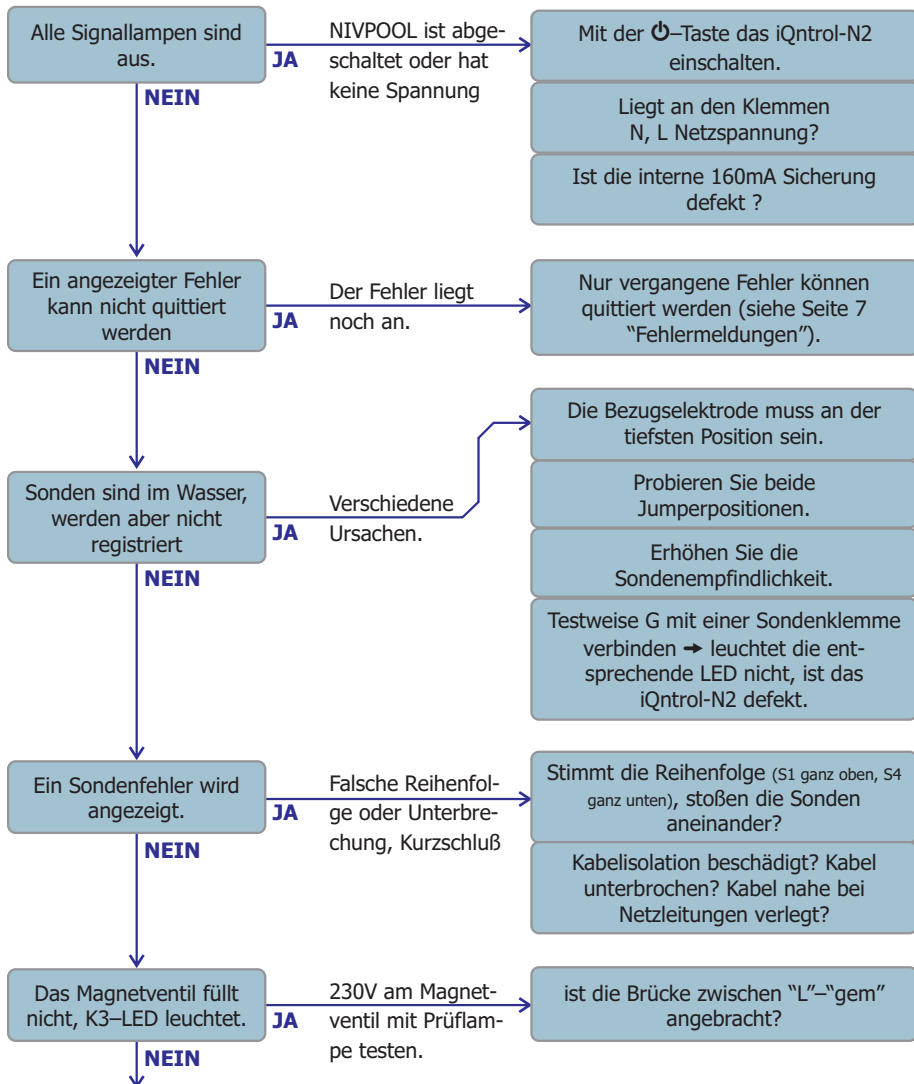 Alle Signallampen sind
aus.
JA
NEIN
NIVPOOL ist abge-
schaltet oder hat
keine Spannung
Mit der ⏻–Taste das iQntrol-N2
einschalten.
Liegt an den Klemmen
N, L Netzspannung?
Ist die interne 160mA Sicherung
defekt ?
Ein angezeigter Fehler
kann nicht quittiert
werden
JA
NEIN
Der Fehler liegt
noch an.
Nur vergangene Fehler können
quittiert werden (siehe Seite 7
“Fehlermeldungen”).
Sonden sind im Wasser,
werden aber nicht
registriert
JA
NEIN
Verschiedene
Ursachen.
Die Bezugselektrode muss an der
tiefsten Position sein.
Probieren Sie beide
Jumperpositionen.
Erhöhen Sie die
Sondenempfindlichkeit.
Testweise G mit einer Sondenklemme
verbinden ➜ leuchtet die ent-
sprechende LED nicht, ist das
iQntrol-N2 defekt.
Ein Sondenfehler wird
angezeigt.
JA
NEIN
Falsche Reihenfol-
ge oder Unterbre-
chung, Kurzschluß
Stimmt die Reihenfolge (S1 ganz oben, S4
ganz unten), stoßen die Sonden
aneinander?
Kabelisolation beschädigt? Kabel
unterbrochen? Kabel nahe bei
Netzleitungen verlegt?
Das Magnetventil füllt
nicht, K3–LED leuchtet.
JA
NEIN
230V am Magnet-
ventil mit Prüflam-
pe testen.
ist die Brücke zwischen “L”–“gem”
angebracht?